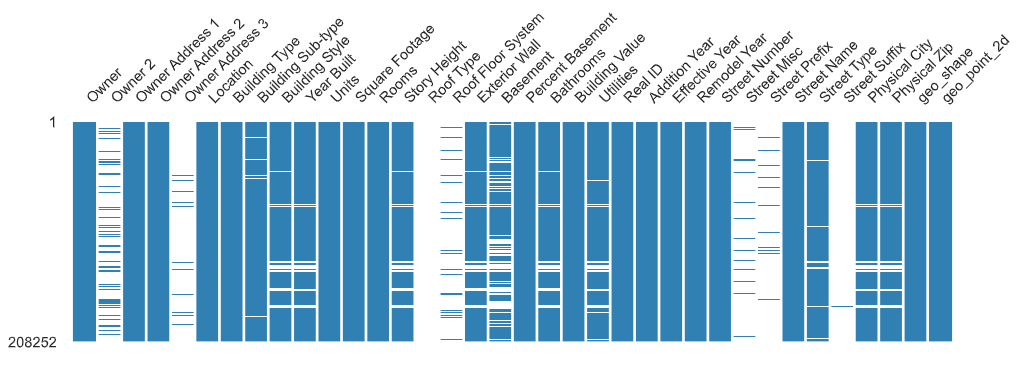 Owner
Owner 2
Owner Address 1
Owner Address 2
Owner Address 3
Location
Building Type
Building Sub-type
Building Style
Year Built
Units
Square Footage
Rooms
Story Height
Roof Type
Roof Floor System
Exterior Wall
Basement
Percent Basement
Bathrooms
Building Value
Utilities
Real ID
Addition Year
Effective Year
Remodel Year
Street Number
Street Misc
Street Prefix
Street Name
Street Type
Street Suffix
Physical City
Physical Zip
geo_shape
geo_point_2d
1
208252